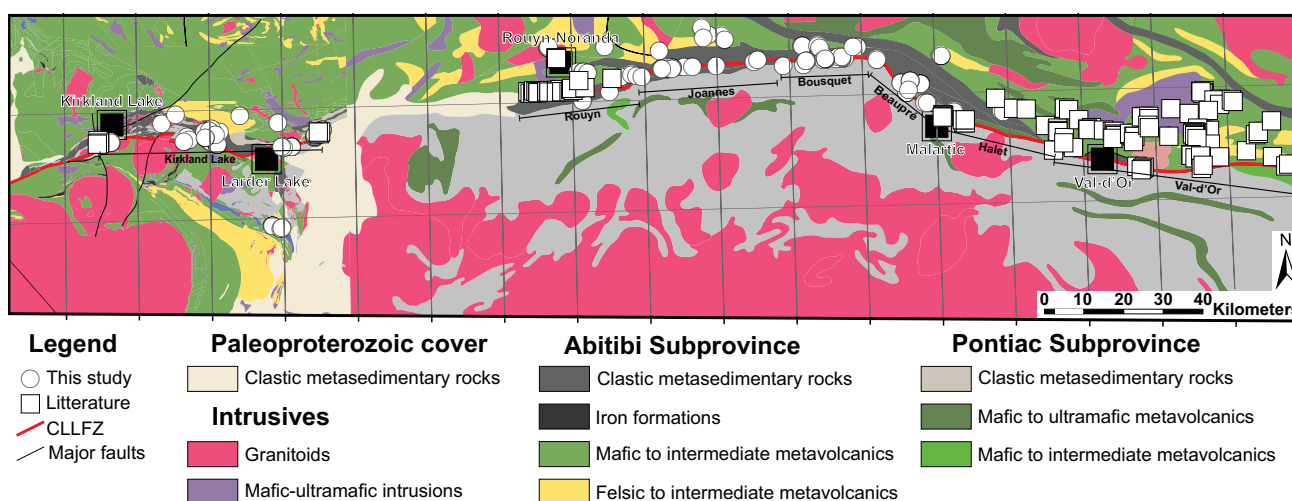 Rouyn-Noranda
Kirkland Lake
Kirkland Lake
Larder Lake
Rouyn
Joannes
Bousquet
Beaupre
Malartic
Halet
Val-d'Or
Val-d'Or
N
0 5 10 20 30 40
Kilometers
Legend
This study
Litterature
CLLFZ
Major faults
Paleoproterozoic cover
Clastic metasedimentary rocks
Intrusives
Granitoids
Mafic-ultramafic intrusions
Abitibi Subprovince
Clastic metasedimentary rocks
Iron formations
Mafic to intermediate metavolcanics
Felsic to intermediate metavolcanics
Pontiac Subprovince
Clastic metasedimentary rocks
Mafic to ultramafic metavolcanics
Mafic to intermediate metavolcanics